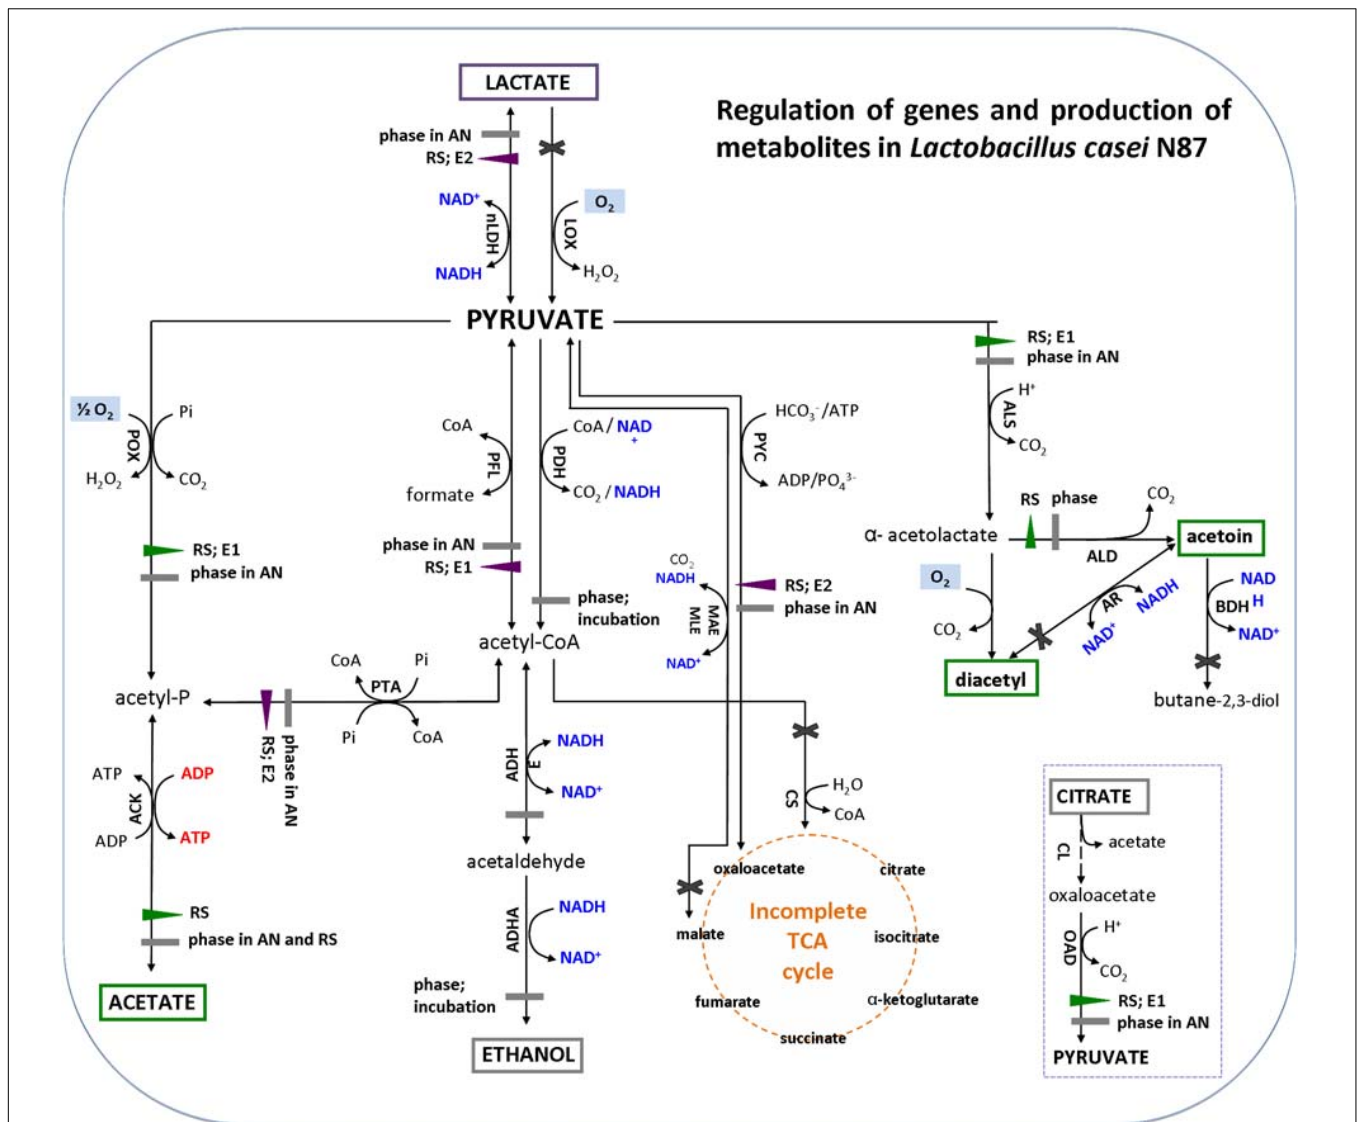 LACTATE
Regulation of genes and production of
metabolites in Lactobacillus casei N87
phase in AN
RS; E2
NAD⁺
nLDH
NADH
O₂
LOX
H₂O₂
PYRUVATE
RS; E1
phase in AN
½ O₂
Pi
POX
H₂O₂
CO₂
RS; E1
phase in AN
CoA
PFL
formate
phase in AN
RS; E1
CoA / NAD
+
PDH
CO₂ / NADH
phase;
incubation
HCO₃⁻/ATP
PYC
ADP/PO₄³⁻
CO₂
NADH
MAE
MLE
NAD⁺
RS; E2
phase in AN
H⁺
ALS
CO₂
RS
phase
CO₂
α- acetolactate
ALD
acetoin
O₂
CO₂
AR
NADH
NAD⁺
diacetyl
NAD
H
BDH
NAD⁺
butane-2,3-diol
acetyl-CoA
acetyl-P
RS; E2
phase in AN
CoA
Pi
PTA
Pi
CoA
ATP
ADP
ACK
ADP
ATP
RS
phase in AN and RS
ACETATE
ADH
E
NADH
NAD⁺
acetaldehyde
ADHA
NADH
NAD⁺
phase;
incubation
ETHANOL
CS
H₂O
CoA
oxaloacetate
citrate
Incomplete
TCA
cycle
malate
isocitrate
fumarate
α-ketoglutarate
succinate
CITRATE
CL
acetate
oxaloacetate
OAD
H⁺
CO₂
RS; E1
phase in AN
PYRUVATE